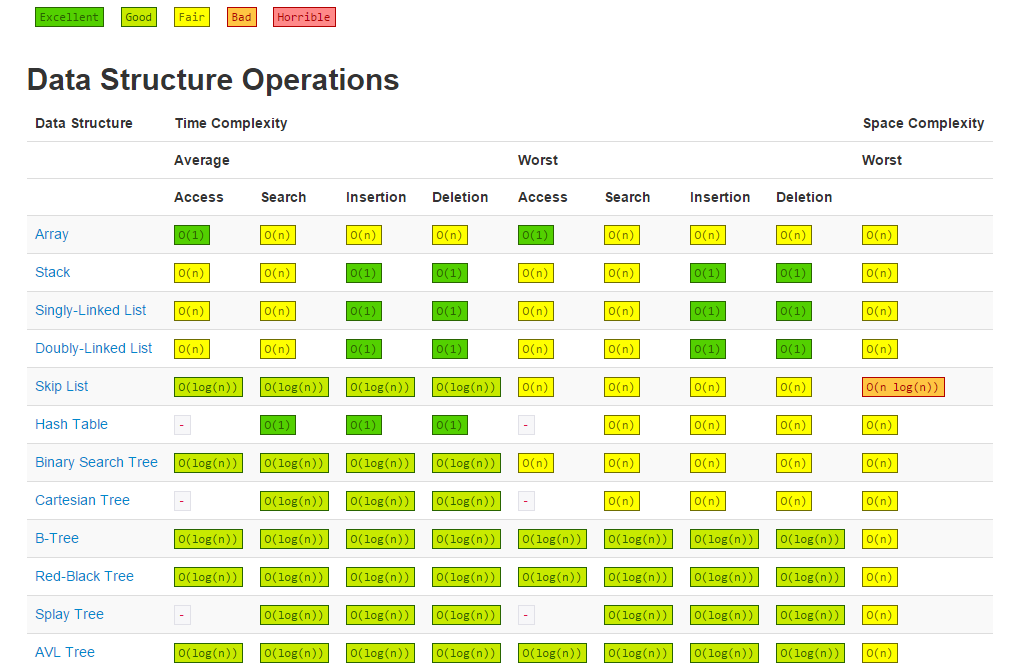 Excellent Good Fair Bad Horrible
Data Structure Operations
Data Structure Time Complexity Space Complexity
Average Worst Worst
Access Search Insertion Deletion Access Search Insertion Deletion
Array O(1) O(n) O(n) O(n) O(1) O(n) O(n) O(n) O(n)
Stack O(n) O(n) O(1) O(1) O(n) O(n) O(1) O(1) O(n)
Singly-Linked List O(n) O(n) O(1) O(1) O(n) O(n) O(1) O(1) O(n)
Doubly-Linked List O(n) O(n) O(1) O(1) O(n) O(n) O(1) O(1) O(n)
Skip List O(log(n)) O(log(n)) O(log(n)) O(log(n)) O(n) O(n) O(n) O(n) O(n log(n))
Hash Table - O(1) O(1) O(1) - O(n) O(n) O(n) O(n)
Binary Search Tree O(log(n)) O(log(n)) O(log(n)) O(log(n)) O(n) O(n) O(n) O(n) O(n)
Cartesian Tree - O(log(n)) O(log(n)) O(log(n)) - O(n) O(n) O(n) O(n)
B-Tree O(log(n)) O(log(n)) O(log(n)) O(log(n)) O(log(n)) O(log(n)) O(log(n)) O(log(n)) O(n)
Red-Black Tree O(log(n)) O(log(n)) O(log(n)) O(log(n)) O(log(n)) O(log(n)) O(log(n)) O(log(n)) O(n)
Splay Tree - O(log(n)) O(log(n)) O(log(n)) - O(log(n)) O(log(n)) O(log(n)) O(n)
AVL Tree O(log(n)) O(log(n)) O(log(n)) O(log(n)) O(log(n)) O(log(n)) O(log(n)) O(log(n)) O(n)